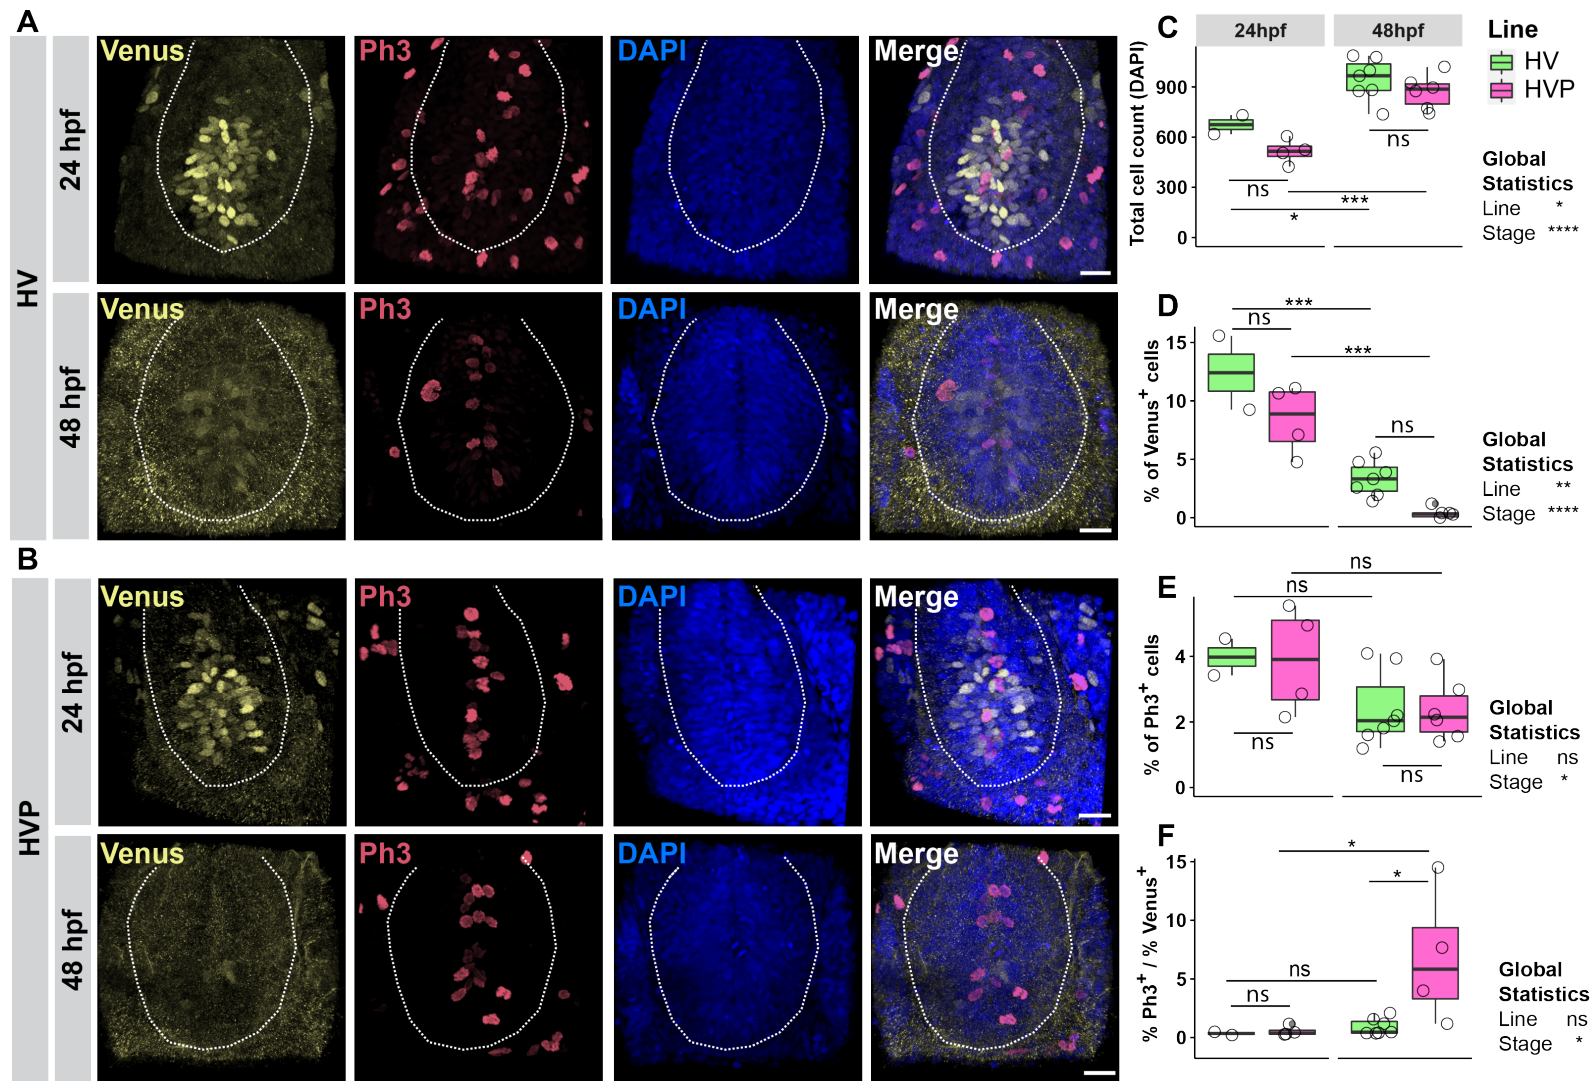 A
HV
24 hpf
Venus
Ph3
DAPI
Merge
48 hpf
Venus
Ph3
DAPI
Merge
B
HVP
24 hpf
Venus
Ph3
DAPI
Merge
48 hpf
Venus
Ph3
DAPI
Merge
C
24hpf
48hpf
Line
HV
HVP
Total cell count (DAPI)
900
600
300
0
ns
ns
***
*
Global
Statistics
Line *
Stage ****
D
% of Venus+ cells
15
10
5
0
***
ns
***
ns
Global
Statistics
Line **
Stage ****
E
% of Ph3+ cells
4
2
0
ns
ns
ns
ns
Global
Statistics
Line ns
Stage *
F
% Ph3+ / % Venus+
15
10
5
0
*
*
ns
ns
Global
Statistics
Line ns
Stage *